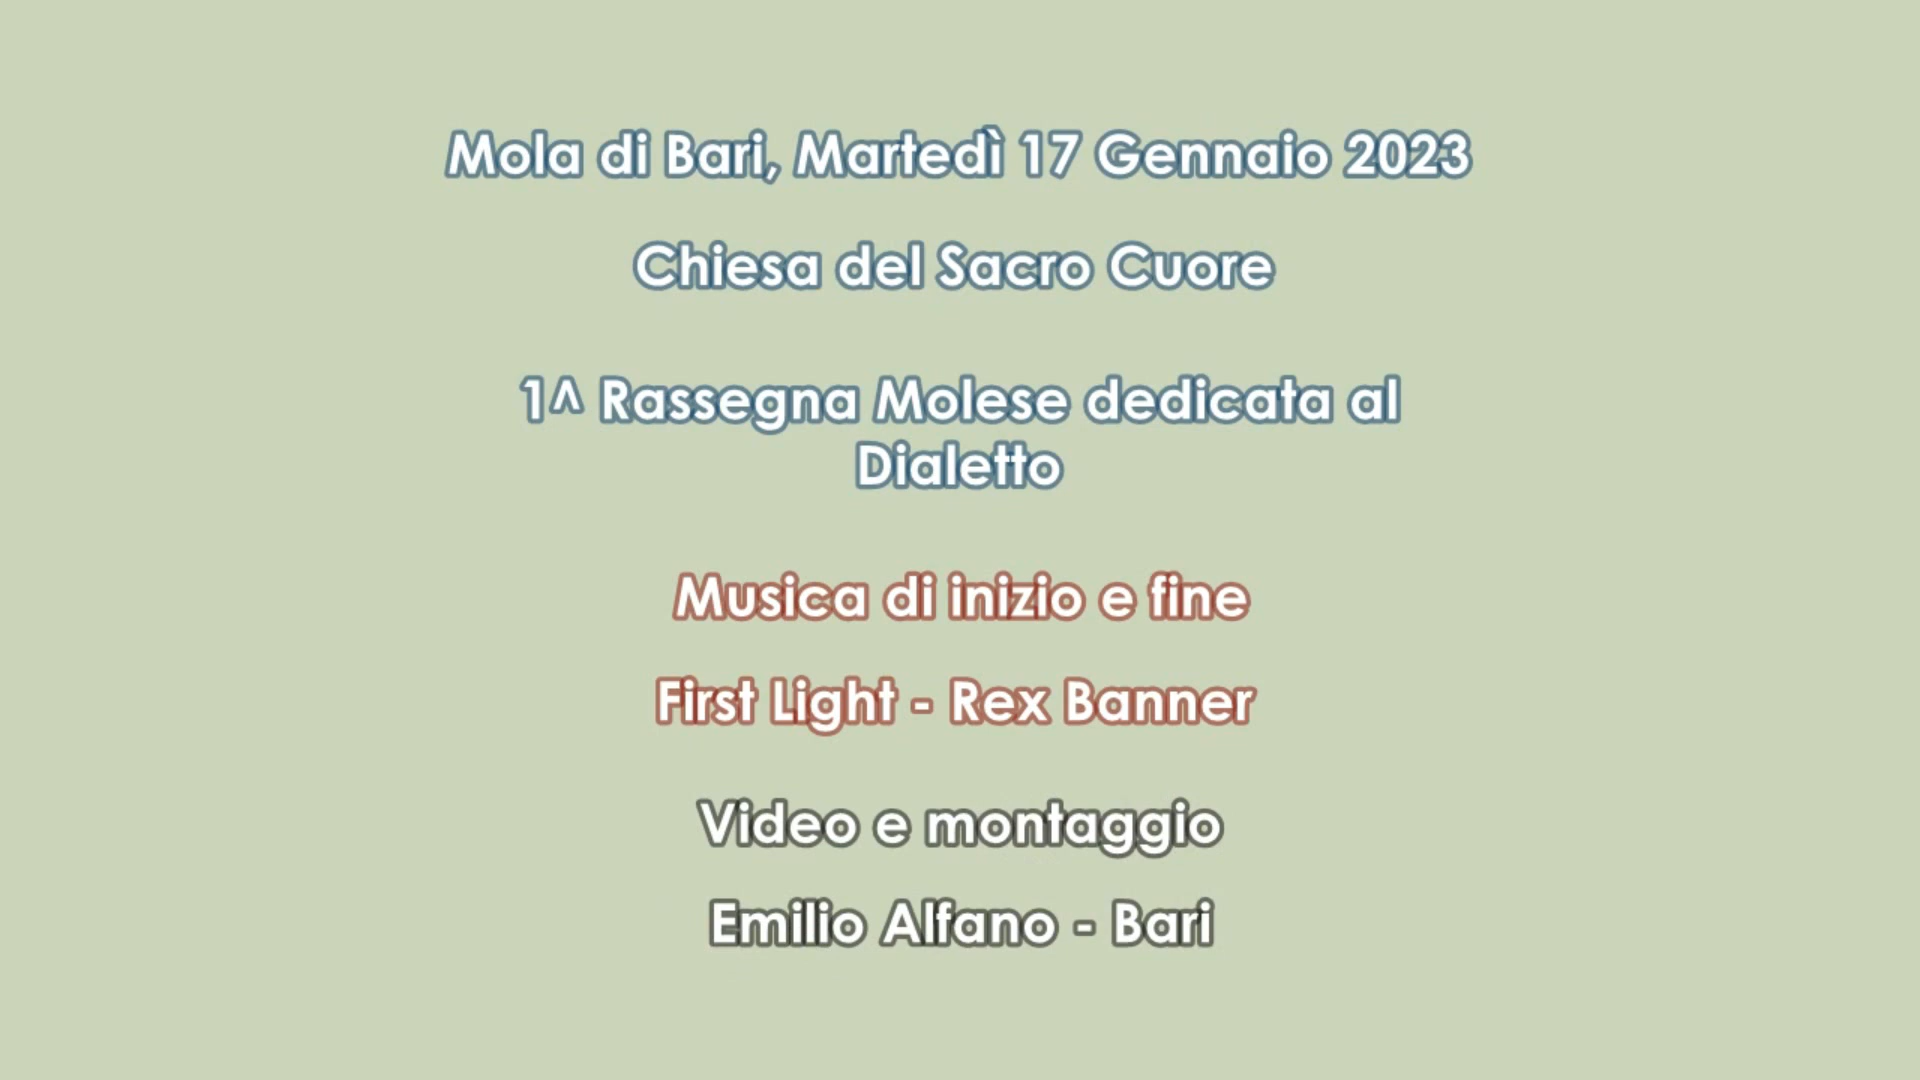 Mola di Bari, Martedì 17 Gennaio 2023
Chiesa del Sacro Cuore
1^ Rassegna Molese dedicata al
Dialetto
Musica di inizio e fine
First Light - Rex Banner
Video e montaggio
Emilio Alfano - Bari